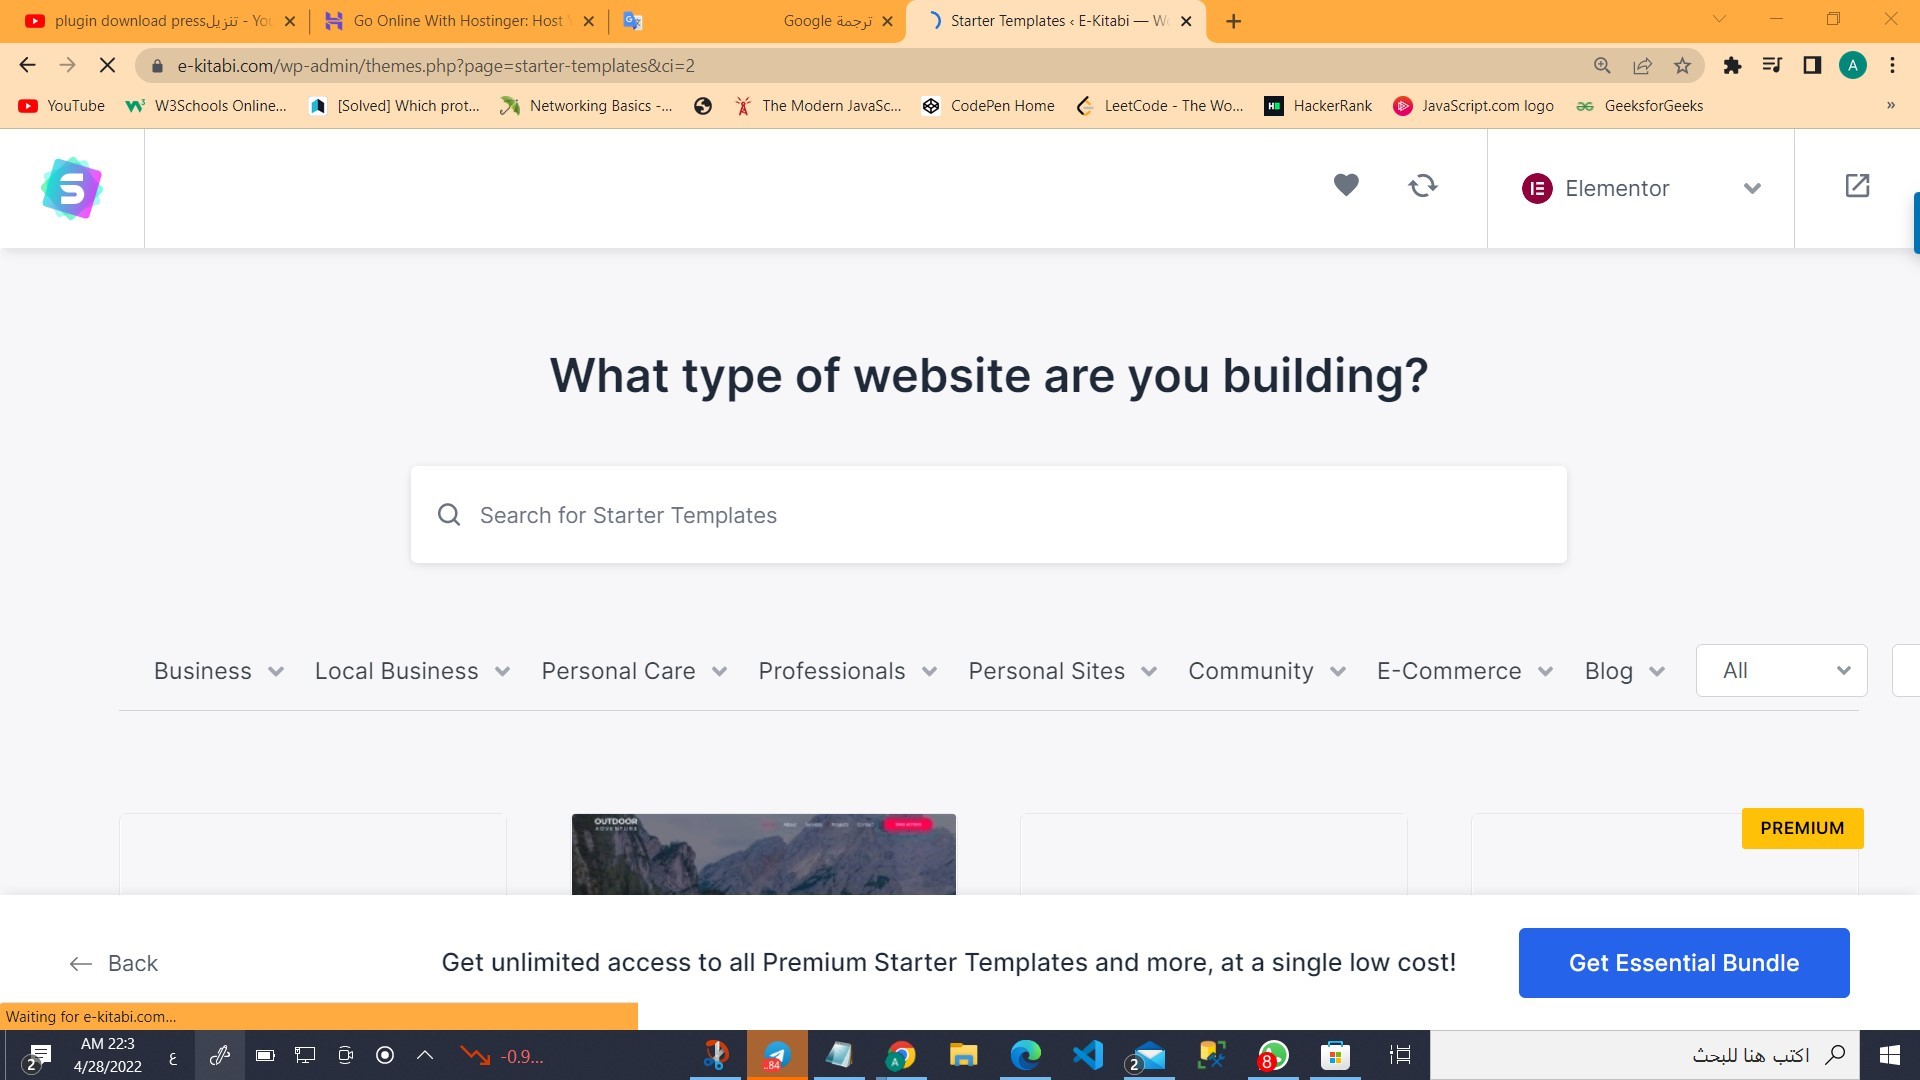 plugin download pressتنزيل - You
Go Online With Hostinger: Host
ترجمة Google
Starter Templates ‹ E-Kitabi — W
e-kitabi.com/wp-admin/themes.php?page=starter-templates&ci=2
A
YouTube
W3Schools Online...
[Solved] Which prot...
Networking Basics -...
The Modern JavaSc...
CodePen Home
LeetCode - The Wo...
HackerRank
JavaScript.com logo
GeeksforGeeks
»
Elementor
What type of website are you building?
Search for Starter Templates
Business
Local Business
Personal Care
Professionals
Personal Sites
Community
E-Commerce
Blog
All
OUTDOOR
ADVENTURE
PREMIUM
Back
Get unlimited access to all Premium Starter Templates and more, at a single low cost!
Get Essential Bundle
Waiting for e-kitabi.com...
2
AM 22:3
4/28/2022
ع
-0.9...
..84
A
2
8
اكتب هنا للبحث